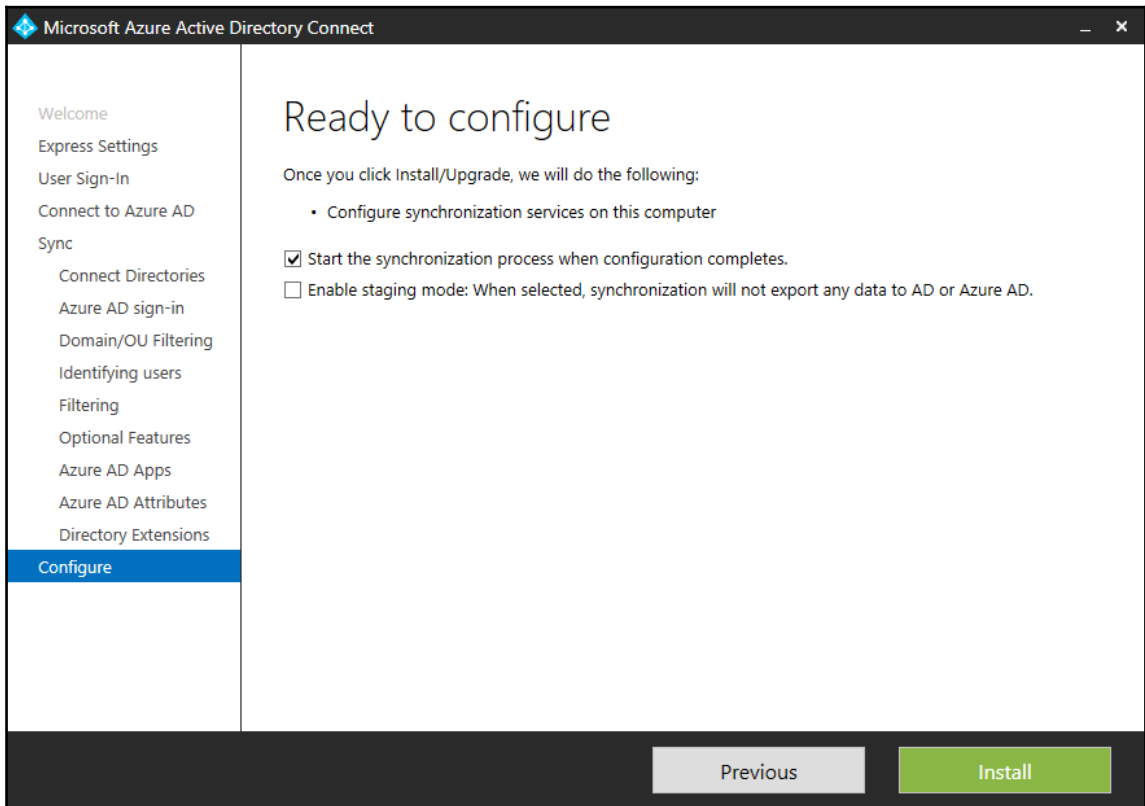 Microsoft Azure Active Directory Connect
Welcome
Express Settings
User Sign-In
Connect to Azure AD
Sync
Connect Directories
Azure AD sign-in
Domain/OU Filtering
Identifying users
Filtering
Optional Features
Azure AD Apps
Azure AD Attributes
Directory Extensions
Configure
Ready to configure
Once you click Install/Upgrade, we will do the following:
• Configure synchronization services on this computer
Start the synchronization process when configuration completes.
Enable staging mode: When selected, synchronization will not export any data to AD or Azure AD.
Previous
Install